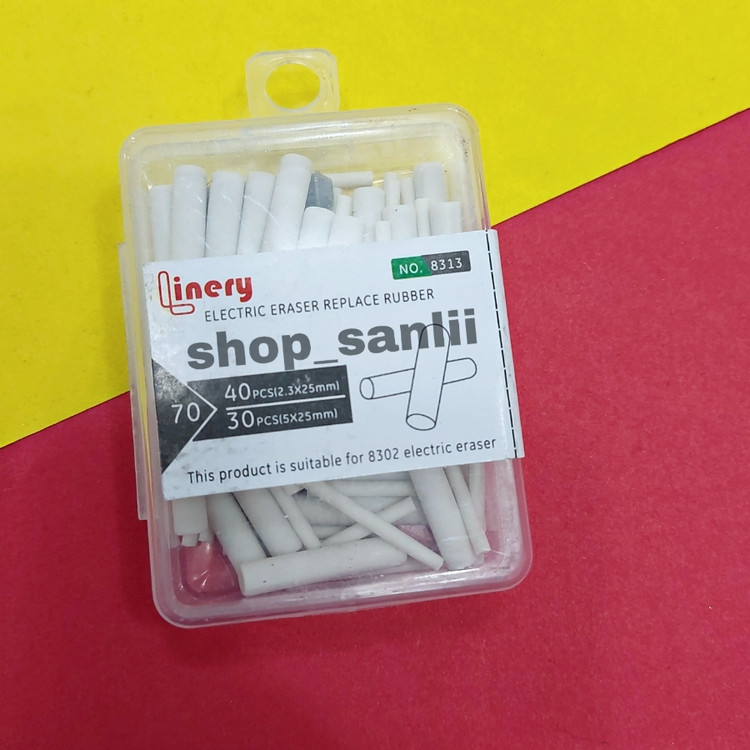 Linery
NO. 8313
ELECTRIC ERASER REPLACE RUBBER
shop_sanlii
70
40PCS(2.3X25mm)
30PCS(5X25mm)
This product is suitable for 8302 electric eraser